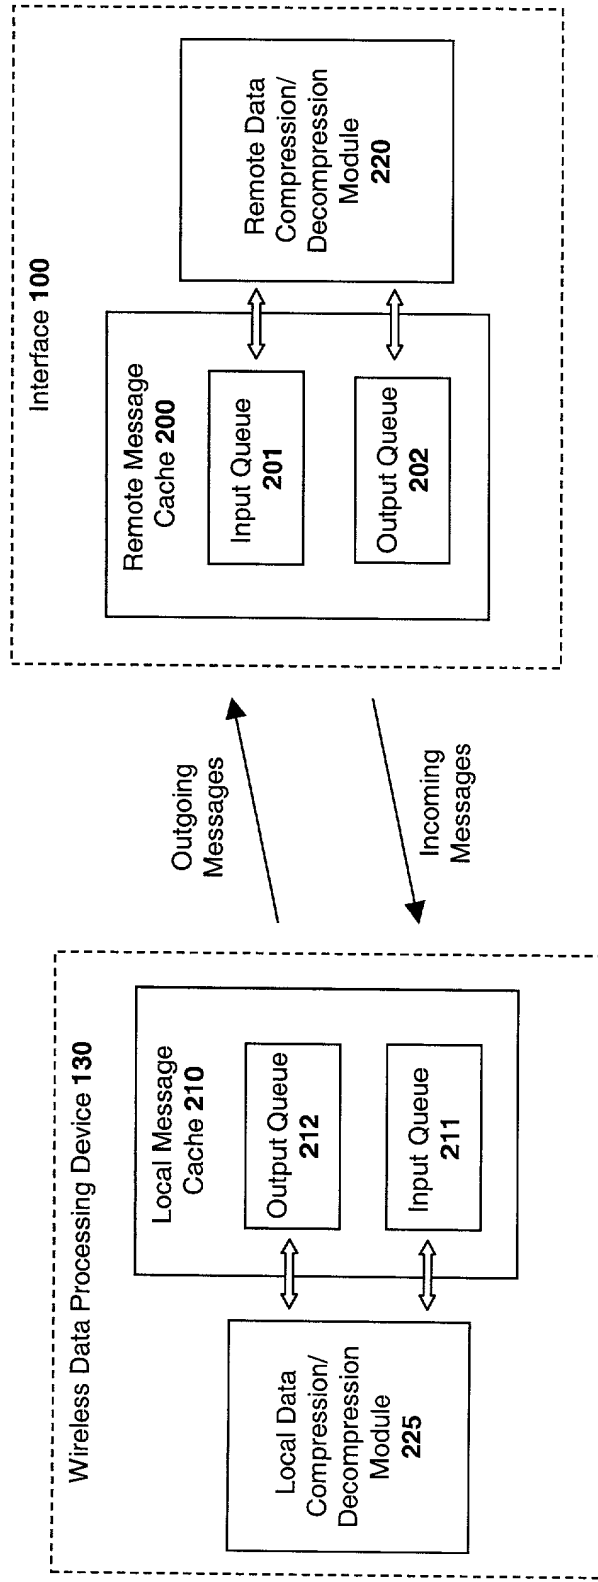 Wireless Data Processing Device 130
Local Data
Compression/
Decompression
Module
225
Local Message
Cache 210
Output Queue
212
Input Queue
211
Outgoing
Messages
Incoming
Messages
Interface 100
Remote Message
Cache 200
Input Queue
201
Output Queue
202
Remote Data
Compression/
Decompression
Module
220